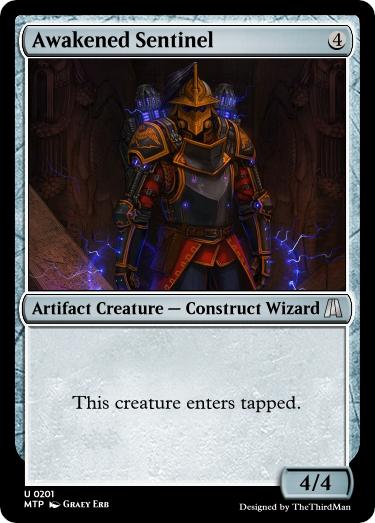 Awakened Sentinel 4
Artifact Creature — Construct Wizard
This creature enters tapped.
4/4
U 0201
MTP Graey Erb
Designed by TheThirdMan